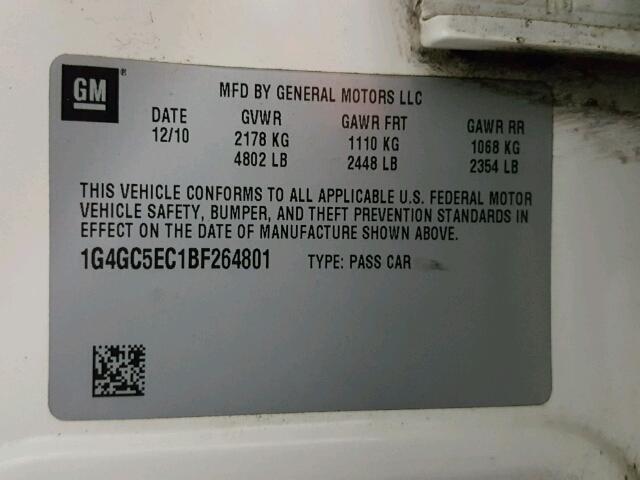 GM ®
MFD BY GENERAL MOTORS LLC
DATE GVWR GAWR FRT GAWR RR
12/10 2178 KG 1110 KG 1068 KG
4802 LB 2448 LB 2354 LB
THIS VEHICLE CONFORMS TO ALL APPLICABLE U.S. FEDERAL MOTOR
VEHICLE SAFETY, BUMPER, AND THEFT PREVENTION STANDARDS IN
EFFECT ON THE DATE OF MANUFACTURE SHOWN ABOVE.
1G4GC5EC1BF264801 TYPE: PASS CAR